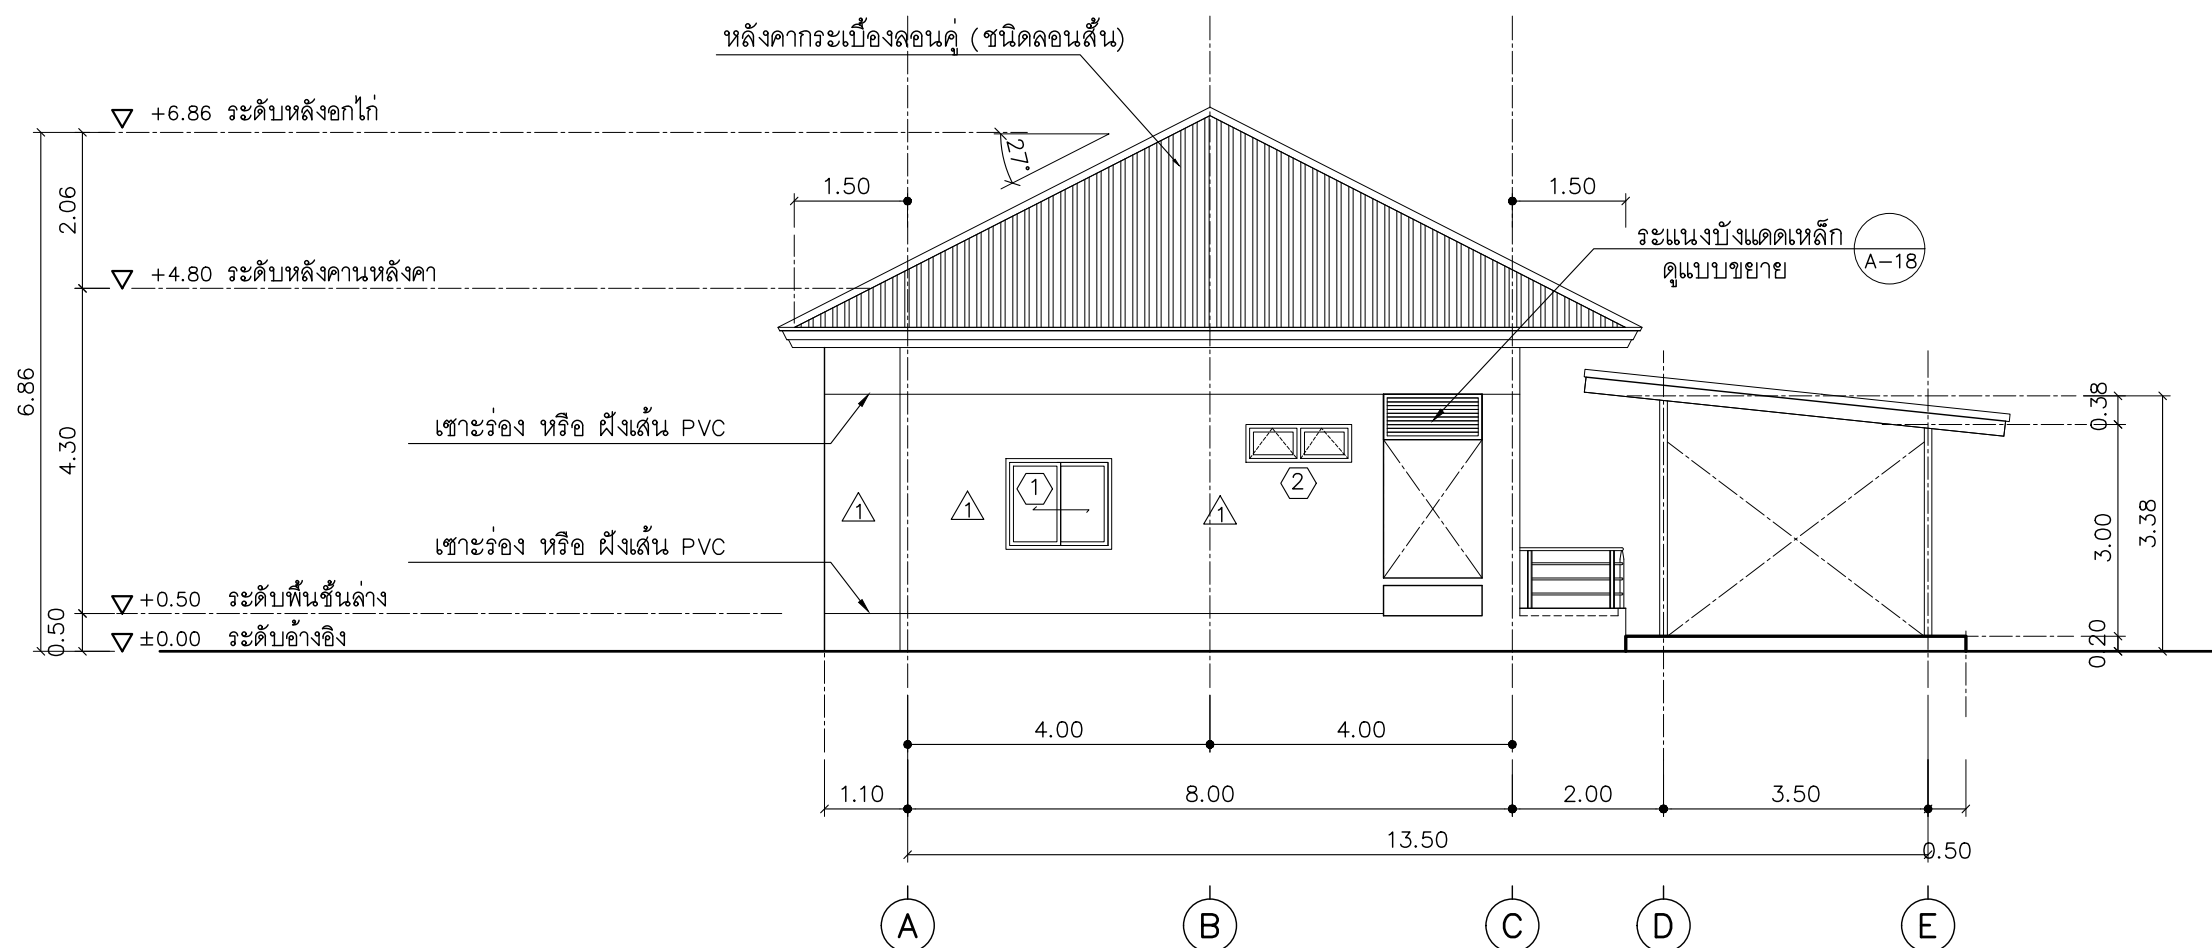 หลังคากระเบื้องลอนคู่ (ชนิดลอนสั้น)
+6.86 ระดับหลังอกไก่
27°
1.50
1.50
2.06
ระแนงบังแดดเหล็ก
ดูแบบขยาย
A-18
+4.80 ระดับหลังคานหลังคา
6.86
4.30
0.38
เซาะร่อง หรือ ฝังเส้น PVC
1
2
1
1
1
3.00
3.38
เซาะร่อง หรือ ฝังเส้น PVC
+0.50 ระดับพื้นชั้นล่าง
0.50
±0.00 ระดับอ้างอิง
0.20
4.00
4.00
1.10
8.00
2.00
3.50
13.50
0.50
A
B
C
D
E